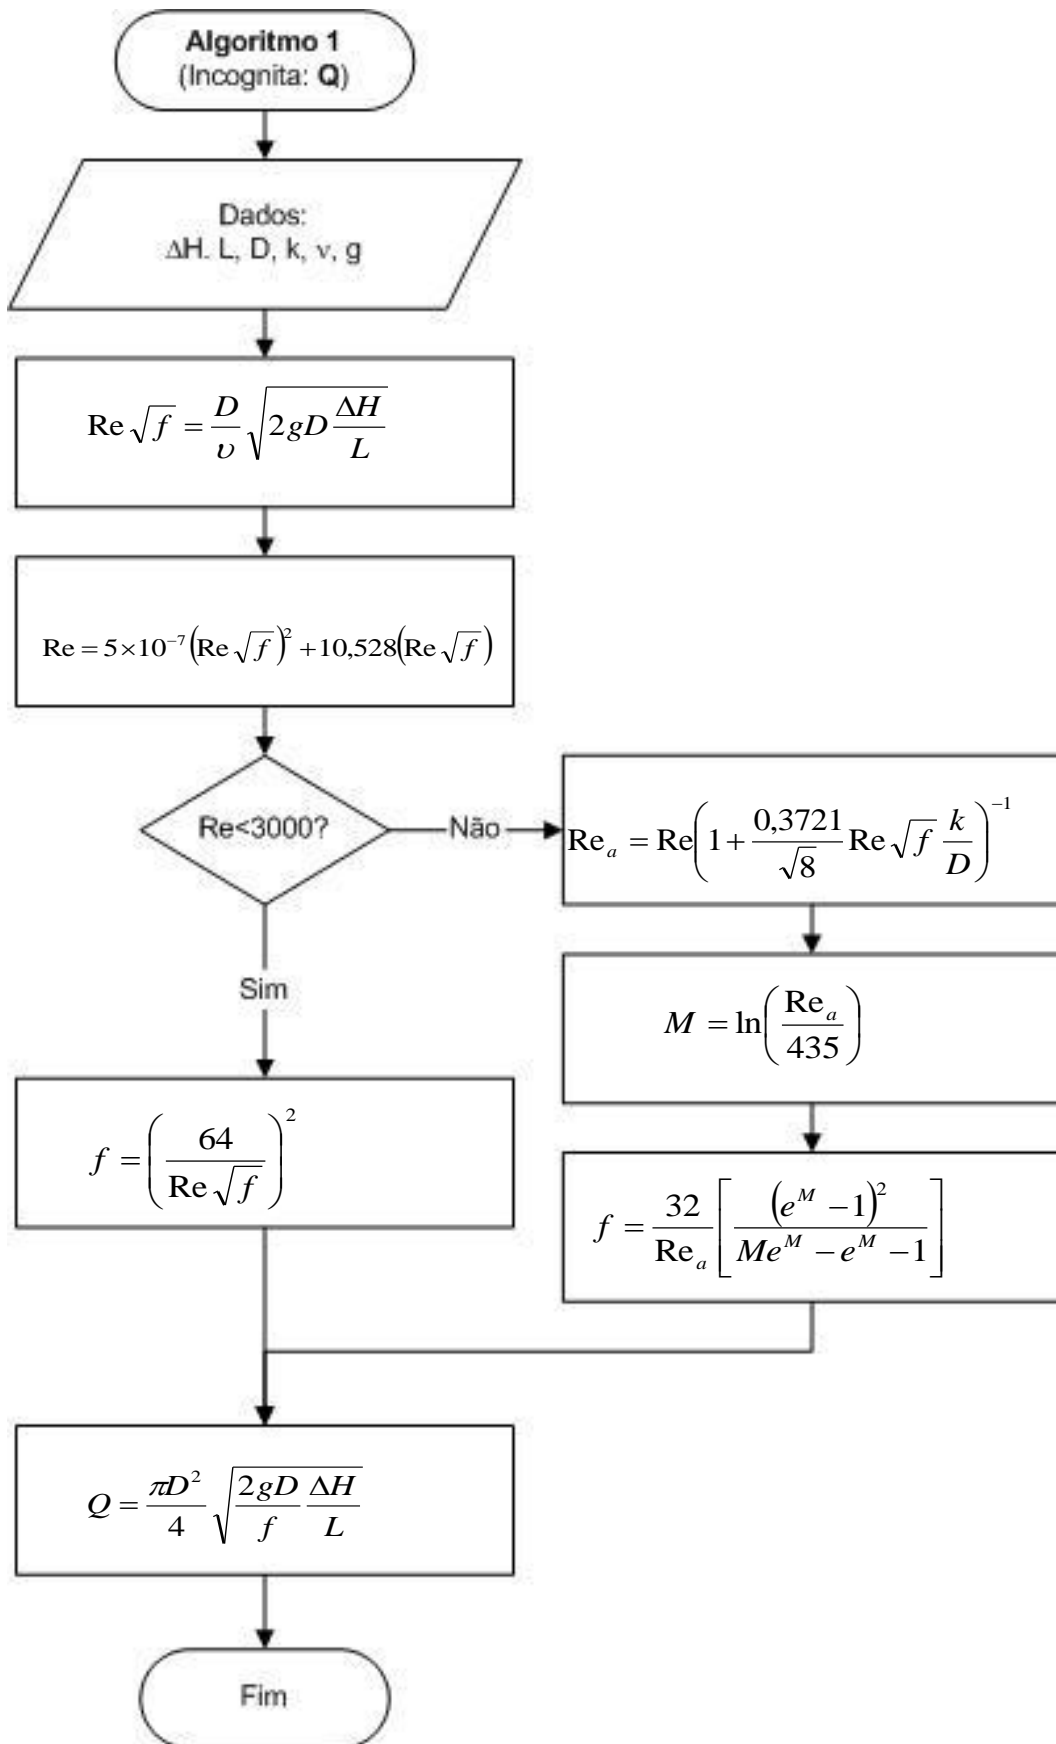 Algoritmo 1
(Incognita: Q)
Dados:
ΔH. L, D, k, ν, g
Re √f = D/υ √(2gD ΔH/L)
Re = 5×10⁻⁷(Re √f)² +10,528(Re √f)
Re<3000?
Não
Re_a = Re(1 + 0,3721/√8 Re √f k/D)⁻¹
Sim
M = ln(Re_a/435)
f = (64/(Re √f))²
f = 32/Re_a [(e^M − 1)²/(Me^M − e^M − 1)]
Q = πD²/4 √(2gD/f ΔH/L)
Fim